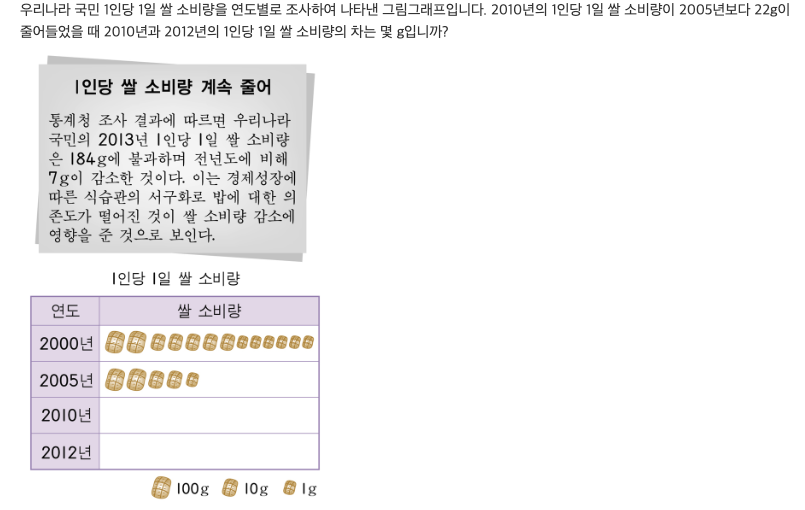 우리나라 국민 1인당 1일 쌀 소비량을 연도별로 조사하여 나타낸 그림그래프입니다. 2010년의 1인당 1일 쌀 소비량이 2005년보다 22g이
줄어들었을 때 2010년과 2012년의 1인당 1일 쌀 소비량의 차는 몇 g입니까?
1인당 쌀 소비량 계속 줄어
통계청 조사 결과에 따르면 우리나라
국민의 2013년 1인당 1일 쌀 소비량
은 184g에 불과하며 전년도에 비해
7g이 감소한 것이다. 이는 경제성장에
따른 식습관의 서구화로 밥에 대한 의
존도가 떨어진 것이 쌀 소비량 감소에
영향을 준 것으로 보인다.
1인당 1일 쌀 소비량
연도 쌀 소비량
2000년
2005년
2010년
2012년
100g 10g 1g